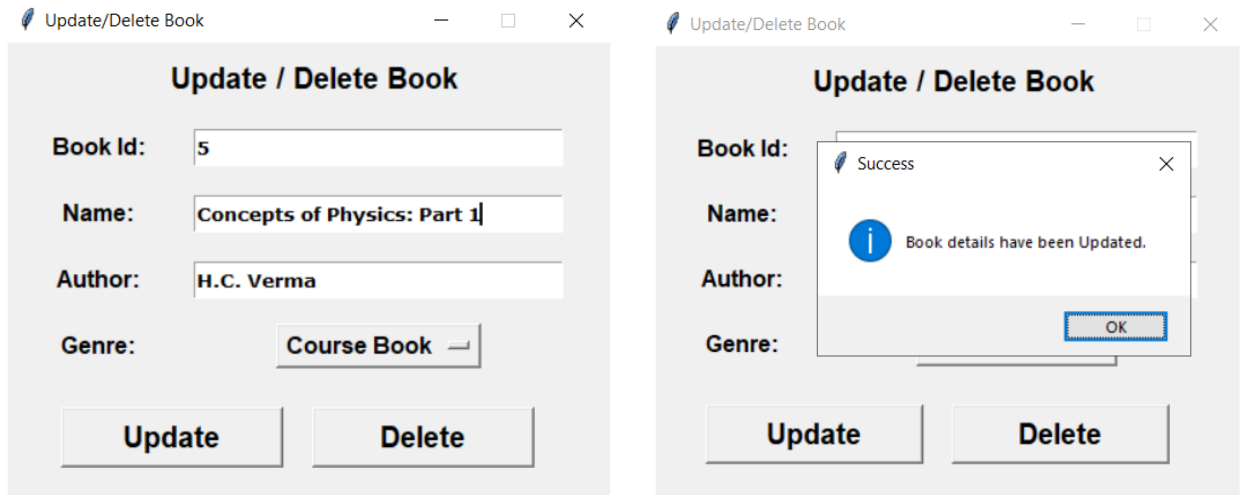 Update/Delete Book
Update / Delete Book
Book Id: 5
Name: Concepts of Physics: Part 1
Author: H.C. Verma
Genre: Course Book
Update Delete
Update/Delete Book
Update / Delete Book
Book Id:
Success
Name:
Book details have been Updated.
Author:
OK
Genre:
Update Delete